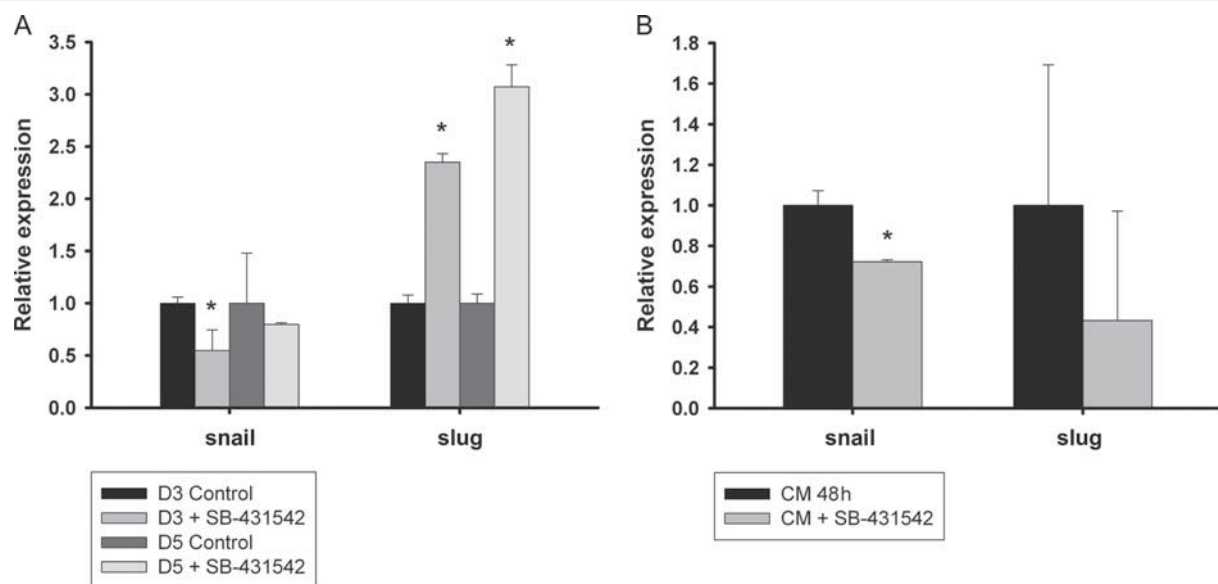 A
Relative expression
3.5
3.0
2.5
2.0
1.5
1.0
0.5
0.0
*
*
*
snail slug
D3 Control
D3 + SB-431542
D5 Control
D5 + SB-431542
B
Relative expression
1.8
1.6
1.4
1.2
1.0
0.8
0.6
0.4
0.2
0.0
*
snail slug
CM 48h
CM + SB-431542